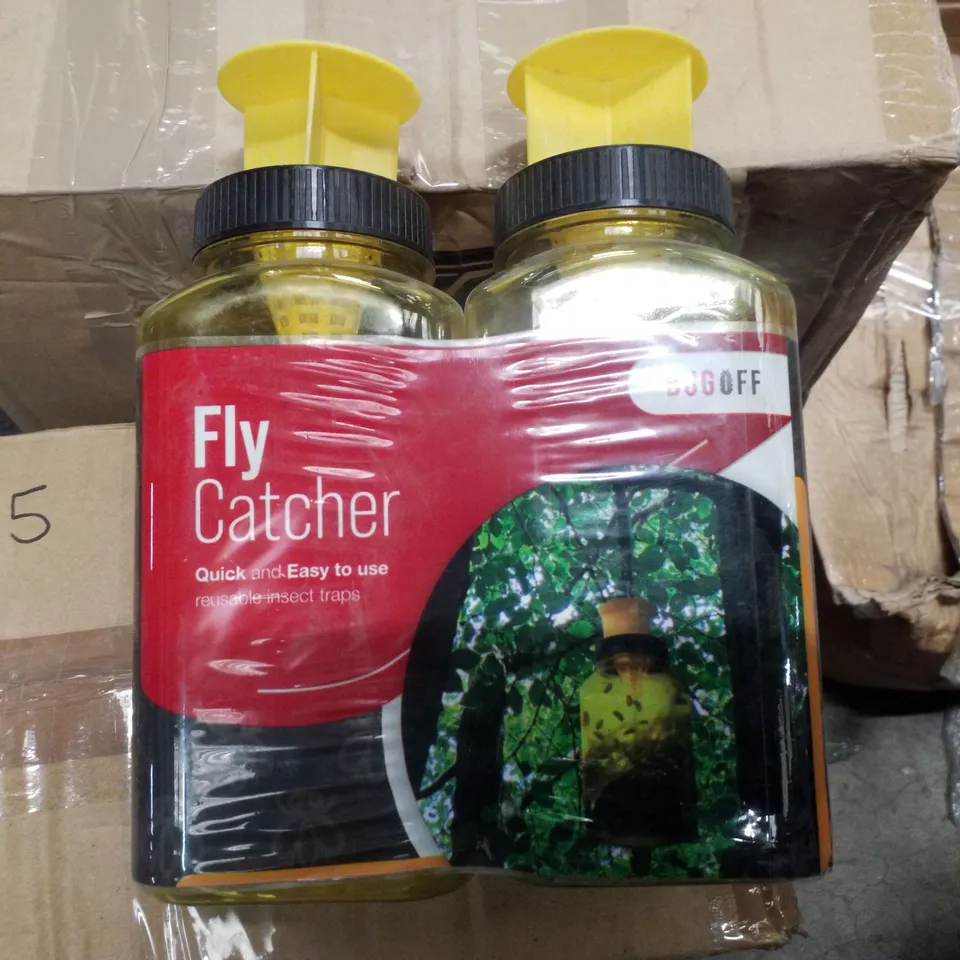 BUGOFF
Fly
Catcher
Quick and Easy to use
reusable insect traps
5